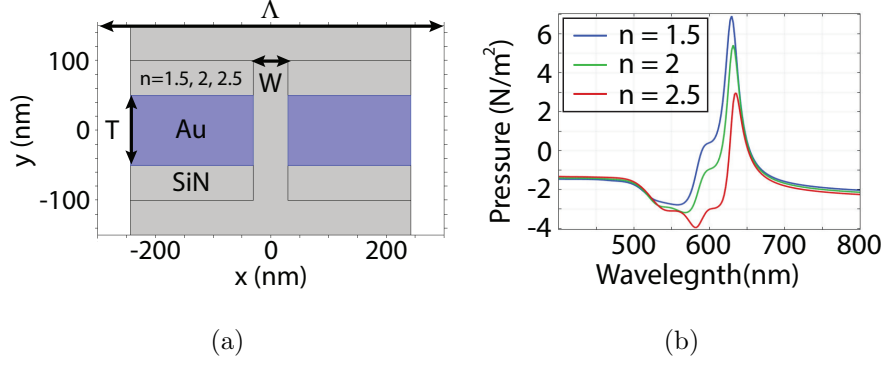 Λ
100
0
-100
y (nm)
n=1.5, 2, 2.5
W
T
Au
SiN
-200
0
200
x (nm)
(a)
6
4
2
0
-2
-4
Pressure (N/m²)
n = 1.5
n = 2
n = 2.5
500
600
700
800
Wavelegnth(nm)
(b)